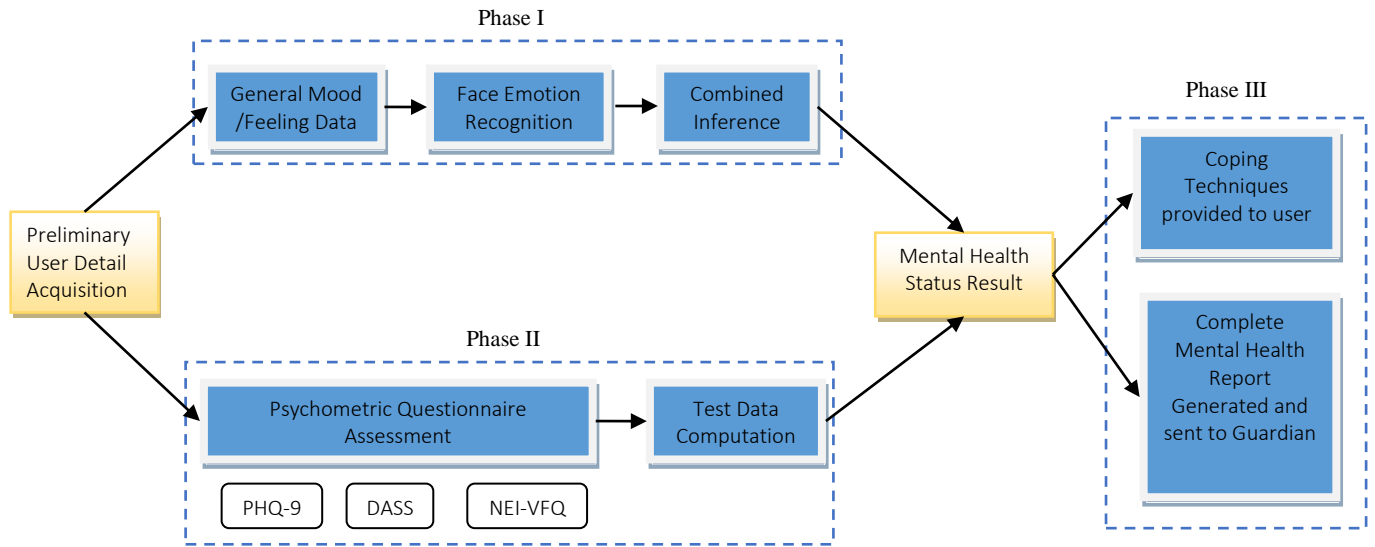 Phase I
General Mood
/Feeling Data
Face Emotion
Recognition
Combined
Inference
Preliminary
User Detail
Acquisition
Phase II
Psychometric Questionnaire
Assessment
Test Data
Computation
PHQ-9
DASS
NEI-VFQ
Mental Health
Status Result
Phase III
Coping
Techniques
provided to user
Complete
Mental Health
Report
Generated and
sent to Guardian